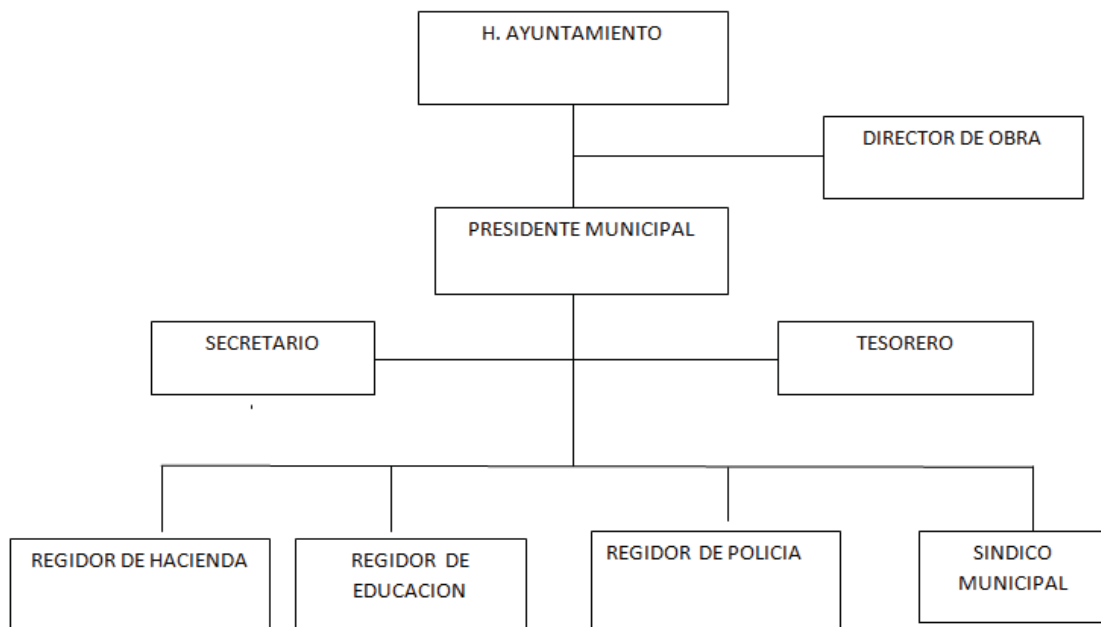 H. AYUNTAMIENTO
DIRECTOR DE OBRA
PRESIDENTE MUNICIPAL
SECRETARIO
TESORERO
REGIDOR DE HACIENDA
REGIDOR DE
EDUCACION
REGIDOR DE POLICIA
SINDICO
MUNICIPAL